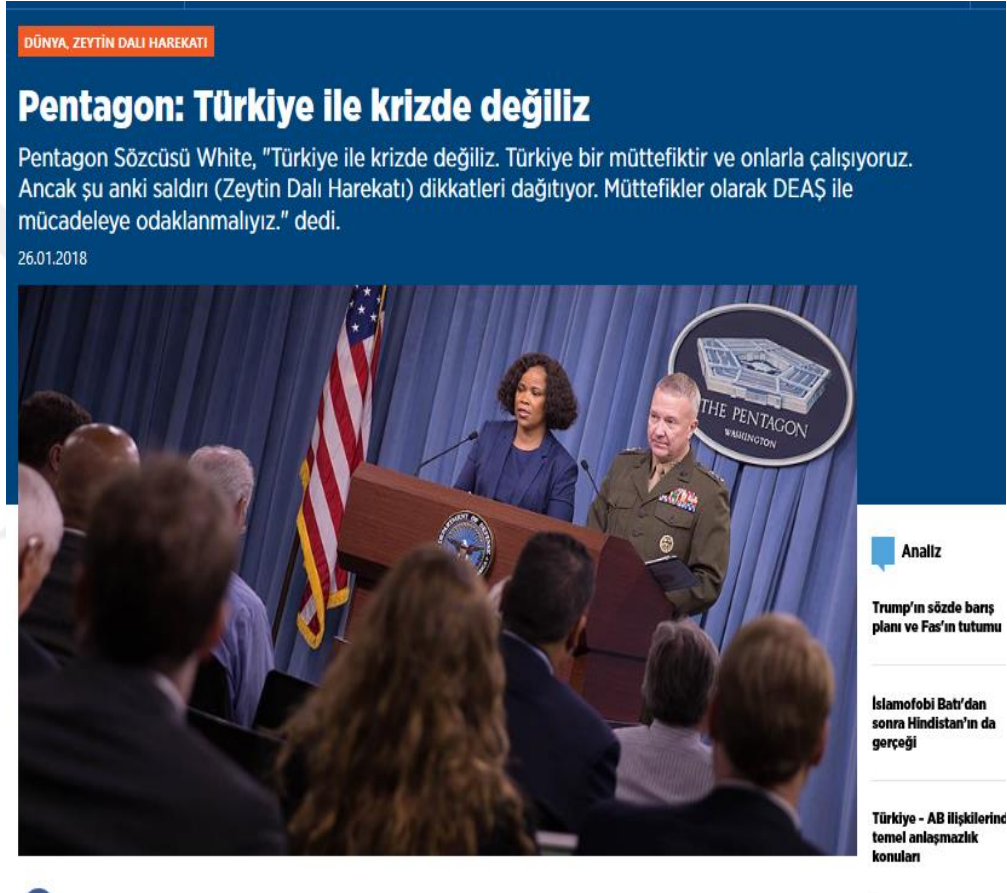 DÜNYA, ZEYTİN DALI HAREKATI
Pentagon: Türkiye ile krizde değiliz
Pentagon Sözcüsü White, "Türkiye ile krizde değiliz. Türkiye bir müttefiktir ve onlarla çalışıyoruz.
Ancak şu anki saldırı (Zeytin Dalı Harekatı) dikkatleri dağıtıyor. Müttefikler olarak DEAŞ ile
mücadeleye odaklanmalıyız." dedi.
26.01.2018
THE PENTAGON
WASHINGTON
Analiz
Trump'ın sözde barış
planı ve Fas'ın tutumu
İslamofobi Batı'dan
sonra Hindistan'ın da
gerçeği
Türkiye - AB ilişkilerind
temel anlaşmazlık
konuları